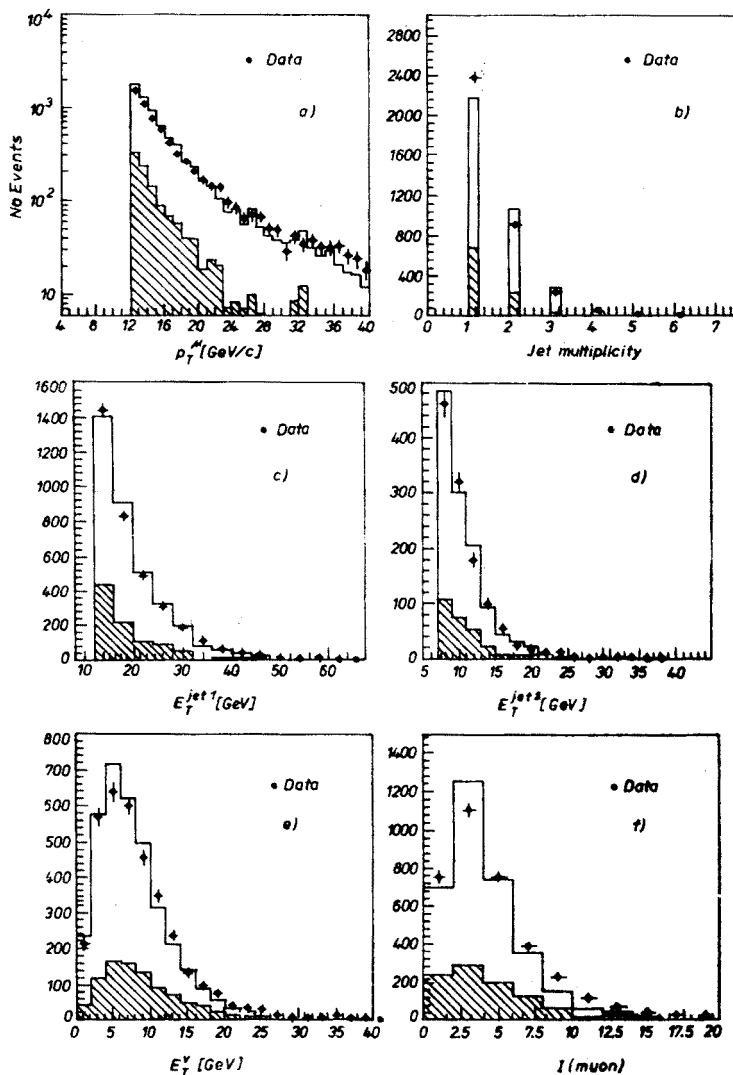 10⁴
10³
10²
10
No Events
Data
a)
4 8 12 16 20 24 28 32 36 40
p_T^μ [GeV/c]
2800
2400
2000
1600
1200
800
400
0
Data
b)
0 1 2 3 4 5 6 7
Jet multiplicity
1600
1400
1200
1000
800
600
400
200
0
Data
c)
10 20 30 40 50 60
E_T^jet 1 [GeV]
500
400
300
200
100
0
Data
d)
5 10 15 20 25 30 40
E_T^jet 2 [GeV]
800
700
600
500
400
300
200
100
0
Data
e)
0 5 10 15 20 25 30 35 40
E_T^ν [GeV]
1400
1200
1000
800
600
400
200
0
Data
f)
0 2.5 5 7.5 10 12.5 15 17.5 20
I (muon)